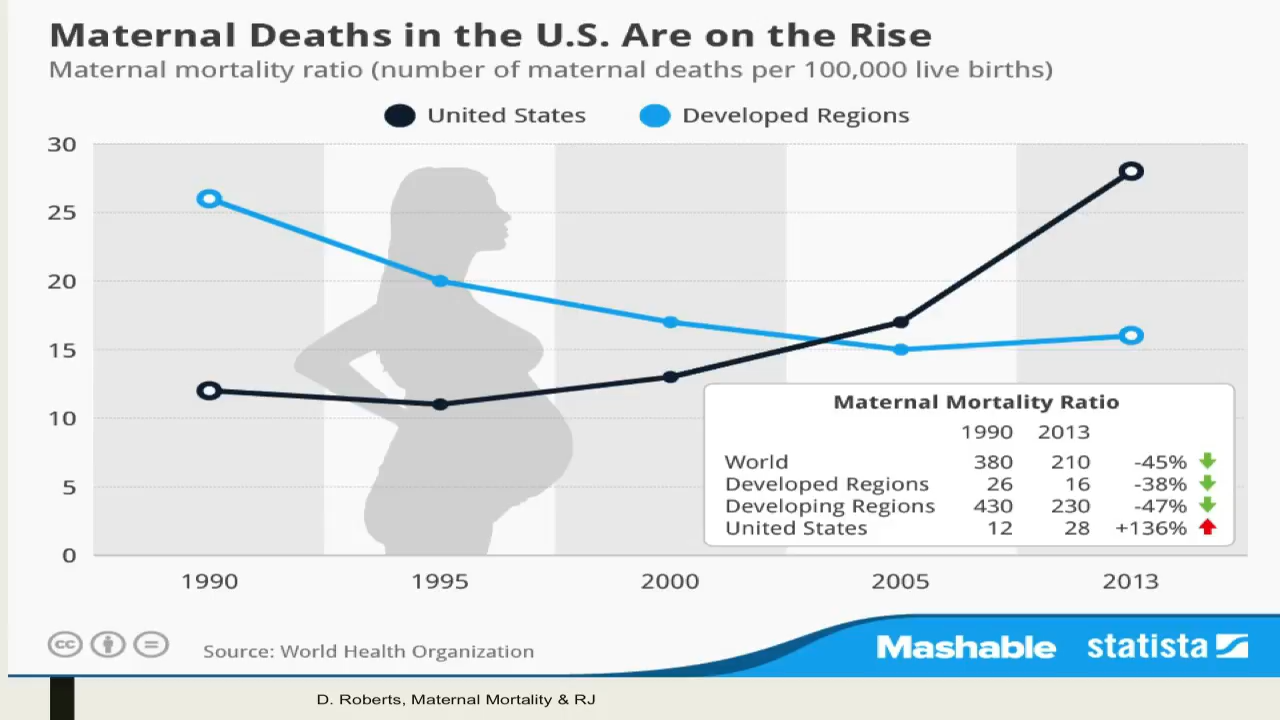 Maternal Deaths in the U.S. Are on the Rise
Maternal mortality ratio (number of maternal deaths per 100,000 live births)
United States Developed Regions
30
25
20
15
10
5
0
Maternal Mortality Ratio
1990 2013
World 380 210 -45%
Developed Regions 26 16 -38%
Developing Regions 430 230 -47%
United States 12 28 +136%
1990 1995 2000 2005 2013
cc
Source: World Health Organization
Mashable statista
D. Roberts, Maternal Mortality & RJ